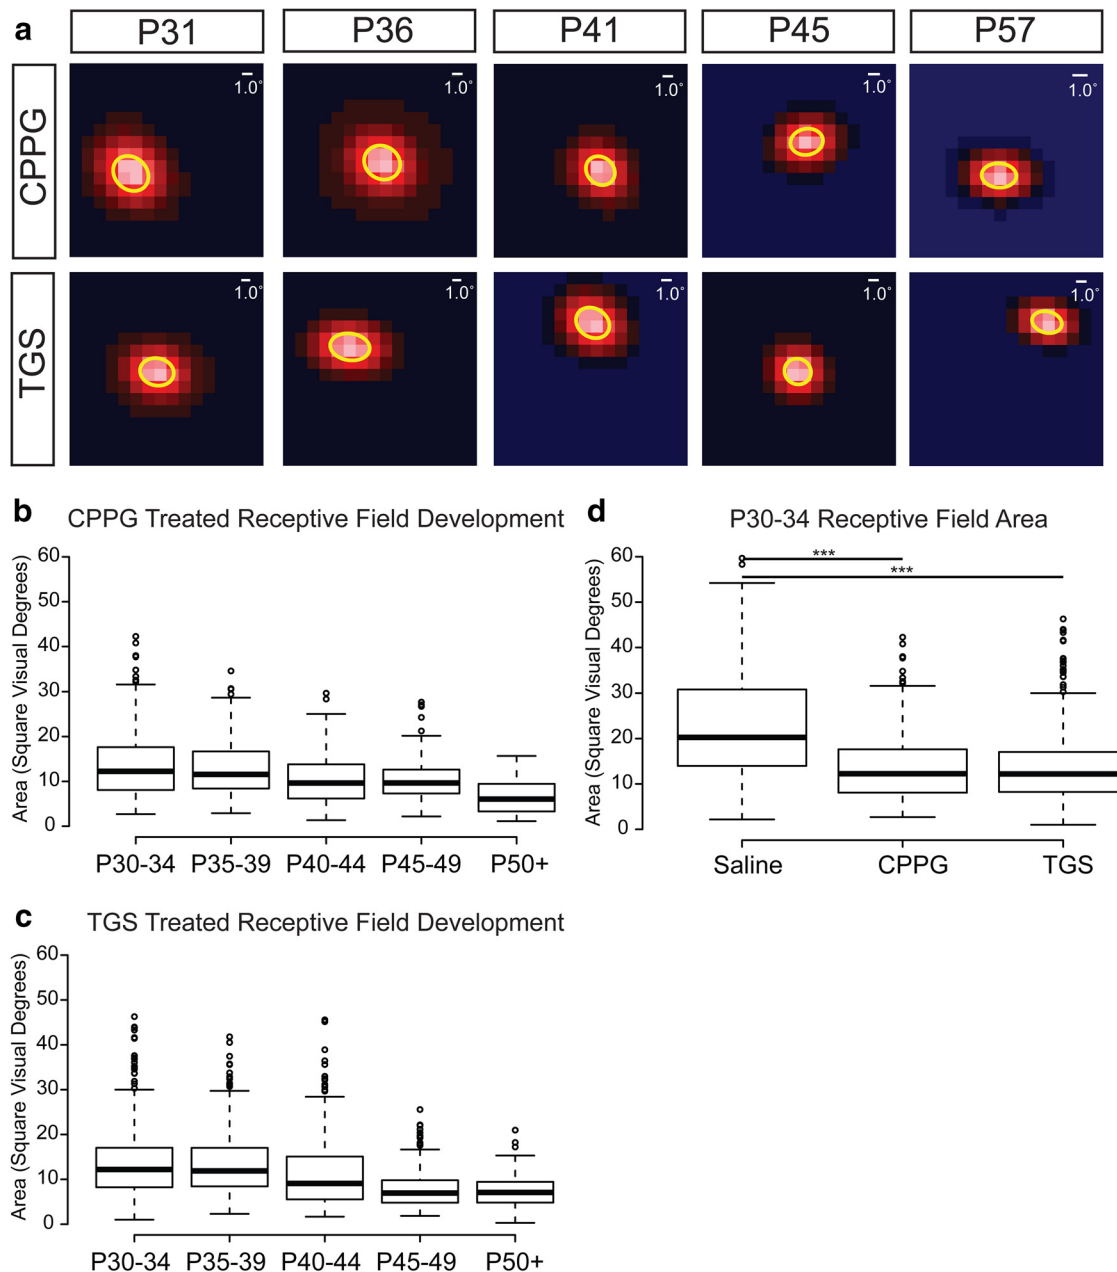 a
P31 P36 P41 P45 P57
CPPG
1.0° 1.0° 1.0° 1.0° 1.0°
TGS
1.0° 1.0° 1.0° 1.0° 1.0°
b
CPPG Treated Receptive Field Development
Area (Square Visual Degrees)
60
50
40
30
20
10
0
P30-34 P35-39 P40-44 P45-49 P50+
d
P30-34 Receptive Field Area
Area (Square Visual Degrees)
60
50
40
30
20
10
0
***
***
Saline CPPG TGS
c
TGS Treated Receptive Field Development
Area (Square Visual Degrees)
60
50
40
30
20
10
0
P30-34 P35-39 P40-44 P45-49 P50+